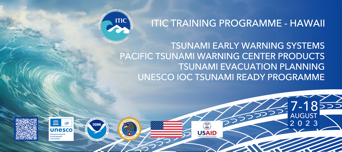 ITIC
ITIC TRAINING PROGRAMME - HAWAII
TSUNAMI EARLY WARNING SYSTEMS
PACIFIC TSUNAMI WARNING CENTER PRODUCTS
TSUNAMI EVACUATION PLANNING
UNESCO IOC TSUNAMI READY PROGRAMME
7-18
AUGUST
2023
unesco
NOAA
USAID